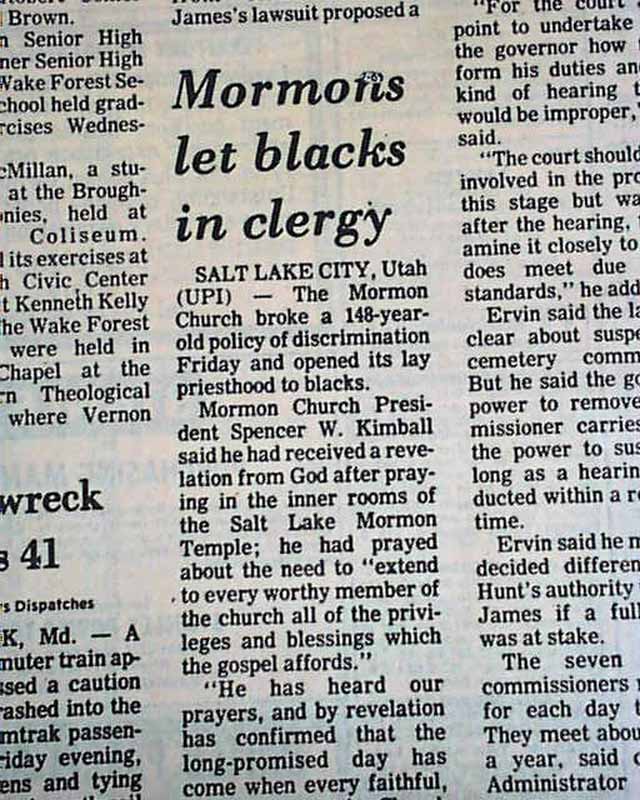 Brown.
Senior High
ner Senior High
Wake Forest Se-
chool held grad-
rcises Wednes-
cMillan, a stu-
at the Brough-
onies, held at
Coliseum.
l its exercises at
h Civic Center
t Kenneth Kelly
he Wake Forest
were held in
Chapel at the
rn Theological
where Vernon
wreck
s 41
rs Dispatches
K, Md. — A
muter train ap-
ssed a caution
rashed into the
mtrak passen-
riday evening,
ens and tying
James's lawsuit proposed a
Mormons
let blacks
in clergy
SALT LAKE CITY, Utah
(UPI) — The Mormon
Church broke a 148-year-
old policy of discrimination
Friday and opened its lay
priesthood to blacks.
Mormon Church Presi-
dent Spencer W. Kimball
said he had received a reve-
lation from God after pray-
ing in the inner rooms of
the Salt Lake Mormon
Temple; he had prayed
about the need to "extend
to every worthy member of
the church all of the privi-
leges and blessings which
the gospel affords."
"He has heard our
prayers, and by revelation
has confirmed that the
long-promised day has
come when every faithful,
"For the court
point to undertake
the governor how
form his duties an
kind of hearing t
would be improper,"
said.
"The court should
involved in the pro
this stage but wa
after the hearing,
amine it closely to
does meet due
standards," he add
Ervin said the la
clear about suspe
cemetery comm
But he said the go
power to remove
missioner carries
the power to sus
long as a hearin
ducted within a re
time.
Ervin said he m
decided differen
Hunt's authority
James if a full
was at stake.
The seven
commissioners
for each day t
They meet abou
a year, said
Administrator